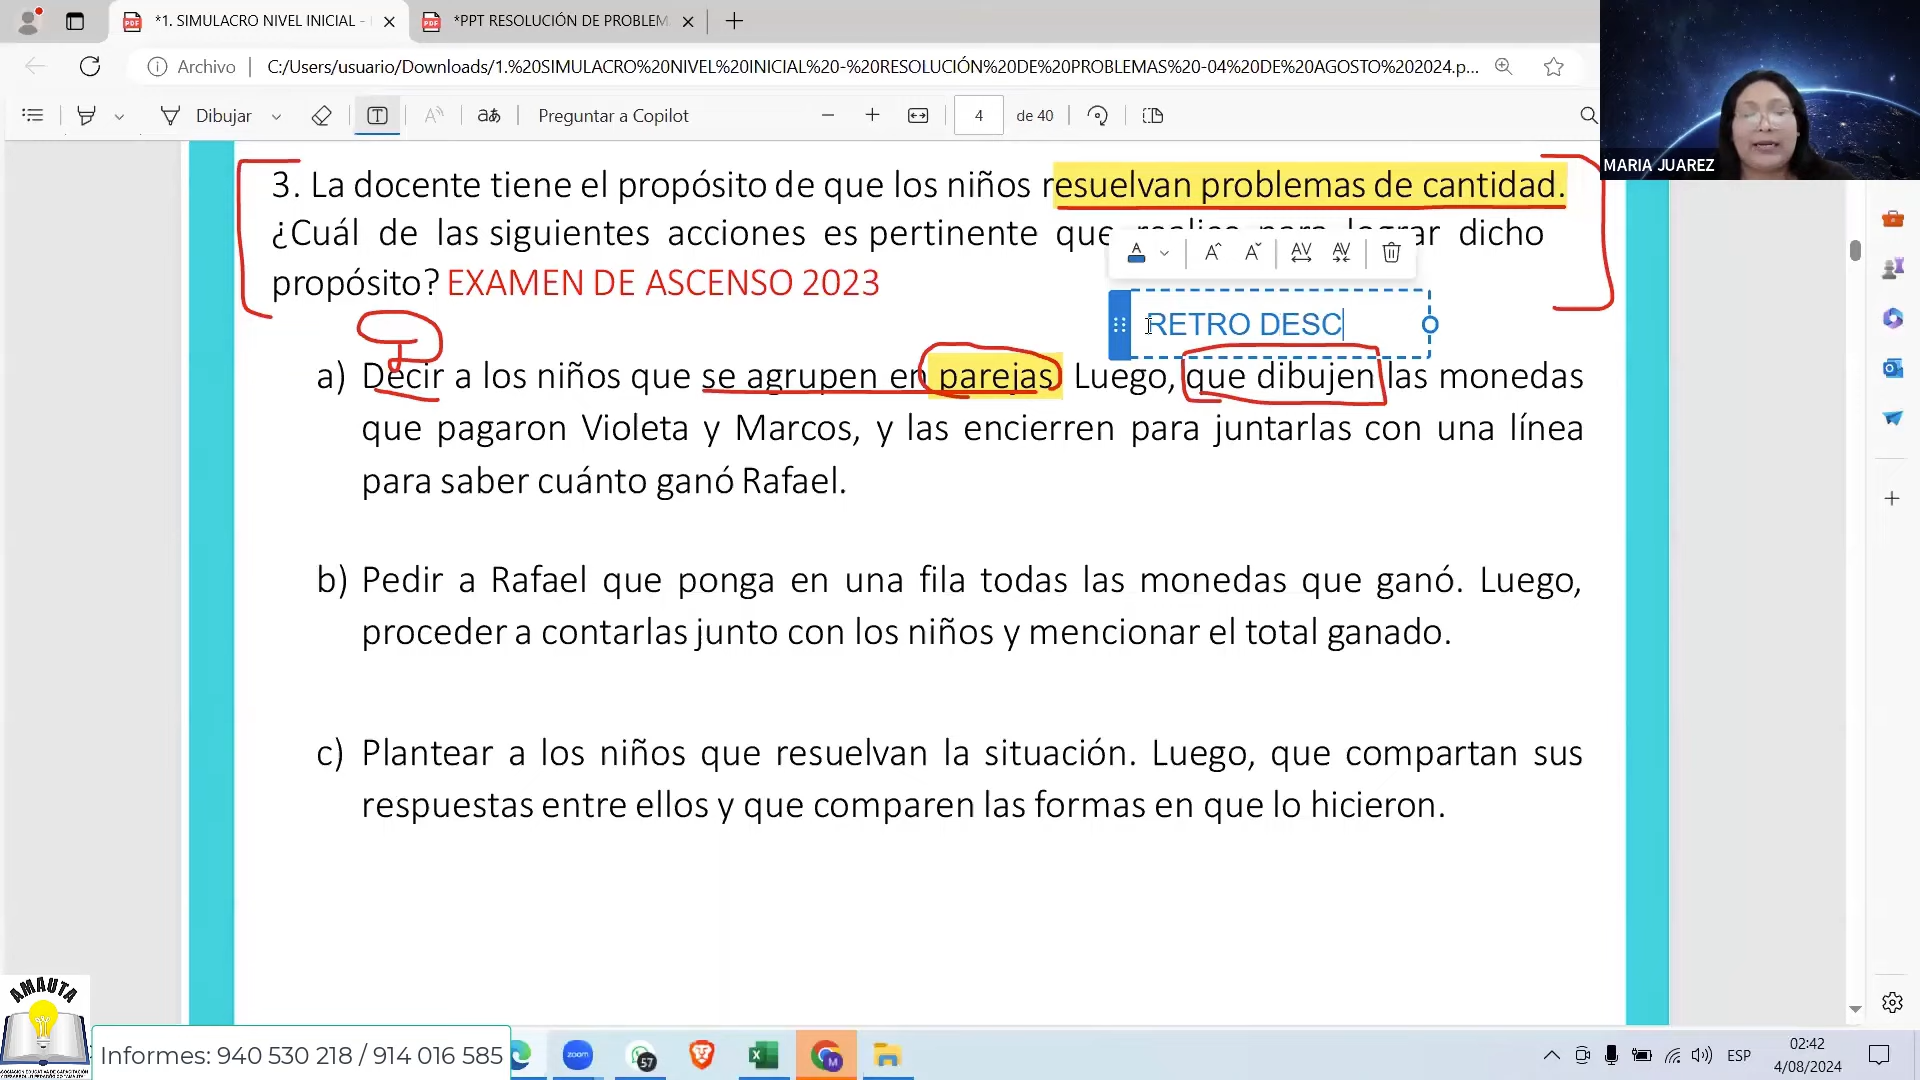 *1. SIMULACRO NIVEL INICIAL -
*PPT RESOLUCIÓN DE PROBLEM
Archivo
C:/Users/usuario/Downloads/1.%20SIMULACRO%20NIVEL%20INICIAL%20-%20RESOLUCIÓN%20DE%20PROBLEMAS%20-04%20DE%20AGOSTO%202024.p...
Dibujar
aあ
Preguntar a Copilot
4
de 40
MARIA JUAREZ
3. La docente tiene el propósito de que los niños resuelvan problemas de cantidad.
¿Cuál de las siguientes acciones es pertinente que realice para lograr dicho
propósito? EXAMEN DE ASCENSO 2023
RETRO DESC
a) Decir a los niños que se agrupen en parejas. Luego, que dibujen las monedas
que pagaron Violeta y Marcos, y las encierren para juntarlas con una línea
para saber cuánto ganó Rafael.
b) Pedir a Rafael que ponga en una fila todas las monedas que ganó. Luego,
proceder a contarlas junto con los niños y mencionar el total ganado.
c) Plantear a los niños que resuelvan la situación. Luego, que compartan sus
respuestas entre ellos y que comparen las formas en que lo hicieron.
AMAUTA
Informes: 940 530 218 / 914 016 585
zoom
57
M
ESP
02:42
4/08/2024